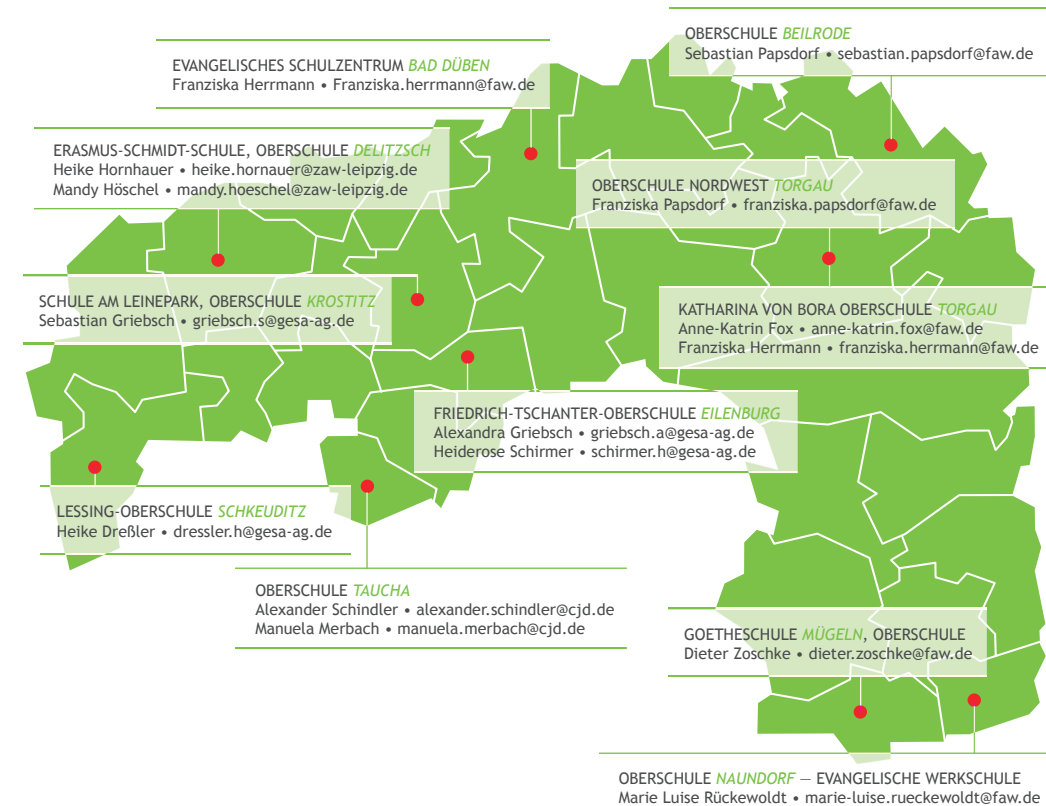 OBERSCHULE BEILRODE
Sebastian Papsdorf • sebastian.papsdorf@faw.de
EVANGELISCHES SCHULZENTRUM BAD DÜBEN
Franziska Herrmann • Franziska.herrmann@faw.de
ERASMUS-SCHMIDT-SCHULE, OBERSCHULE DELITZSCH
Heike Hornhauer • heike.hornauer@zaw-leipzig.de
Mandy Höschel • mandy.hoeschel@zaw-leipzig.de
OBERSCHULE NORDWEST TORGAU
Franziska Papsdorf • franziska.papsdorf@faw.de
SCHULE AM LEINEPARK, OBERSCHULE KROSTITZ
Sebastian Griebsch • griebsch.s@gesa-ag.de
KATHARINA VON BORA OBERSCHULE TORGAU
Anne-Katrin Fox • anne-katrin.fox@faw.de
Franziska Herrmann • franziska.herrmann@faw.de
FRIEDRICH-TSCHANTER-OBERSCHULE EILENBURG
Alexandra Griebsch • griebsch.a@gesa-ag.de
Heiderose Schirmer • schirmer.h@gesa-ag.de
LESSING-OBERSCHULE SCHKEUDITZ
Heike Dreßler • dressler.h@gesa-ag.de
OBERSCHULE TAUCHA
Alexander Schindler • alexander.schindler@cjd.de
Manuela Merbach • manuela.merbach@cjd.de
GOETHESCHULE MÜGELN, OBERSCHULE
Dieter Zoschke • dieter.zoschke@faw.de
OBERSCHULE NAUNDORF — EVANGELISCHE WERKSCHULE
Marie Luise Rückewoldt • marie-luise.rueckewoldt@faw.de